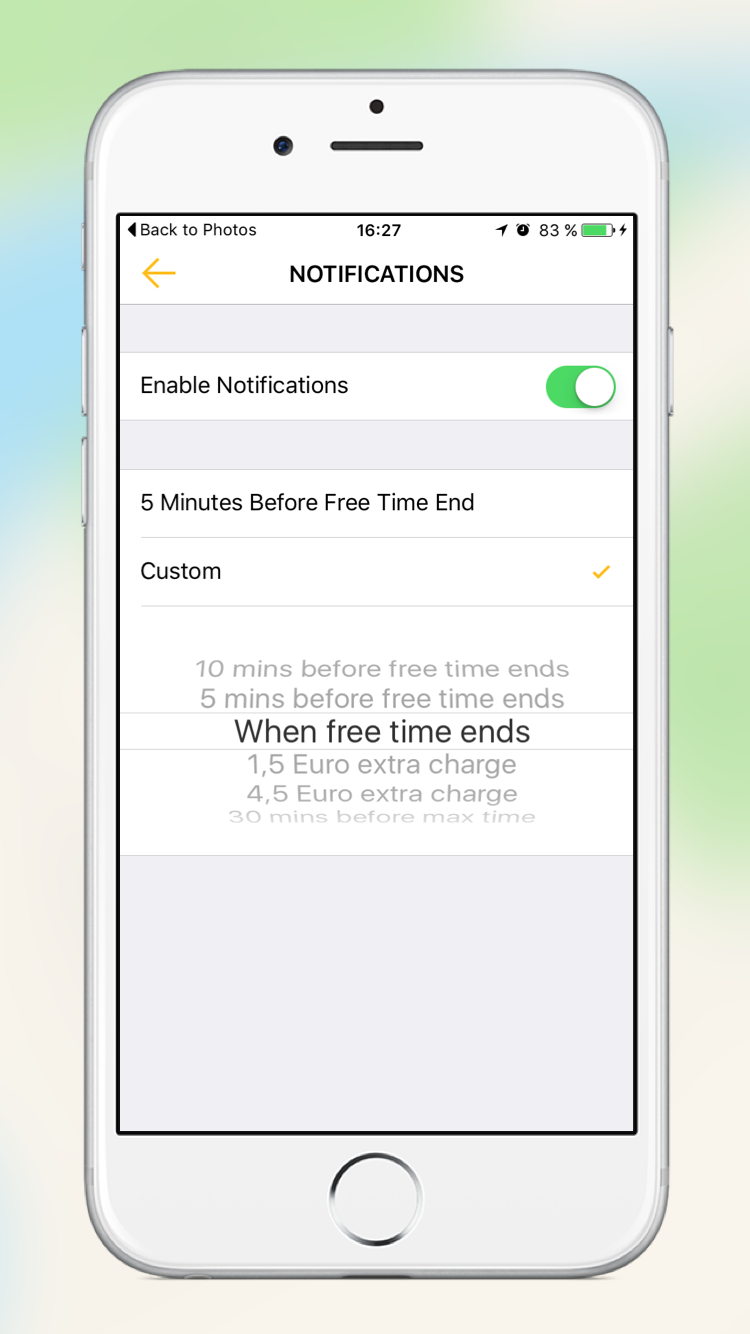 Back to Photos 16:27 83 %
NOTIFICATIONS
Enable Notifications
5 Minutes Before Free Time End
Custom
10 mins before free time ends
5 mins before free time ends
When free time ends
1,5 Euro extra charge
4,5 Euro extra charge
30 mins before max time